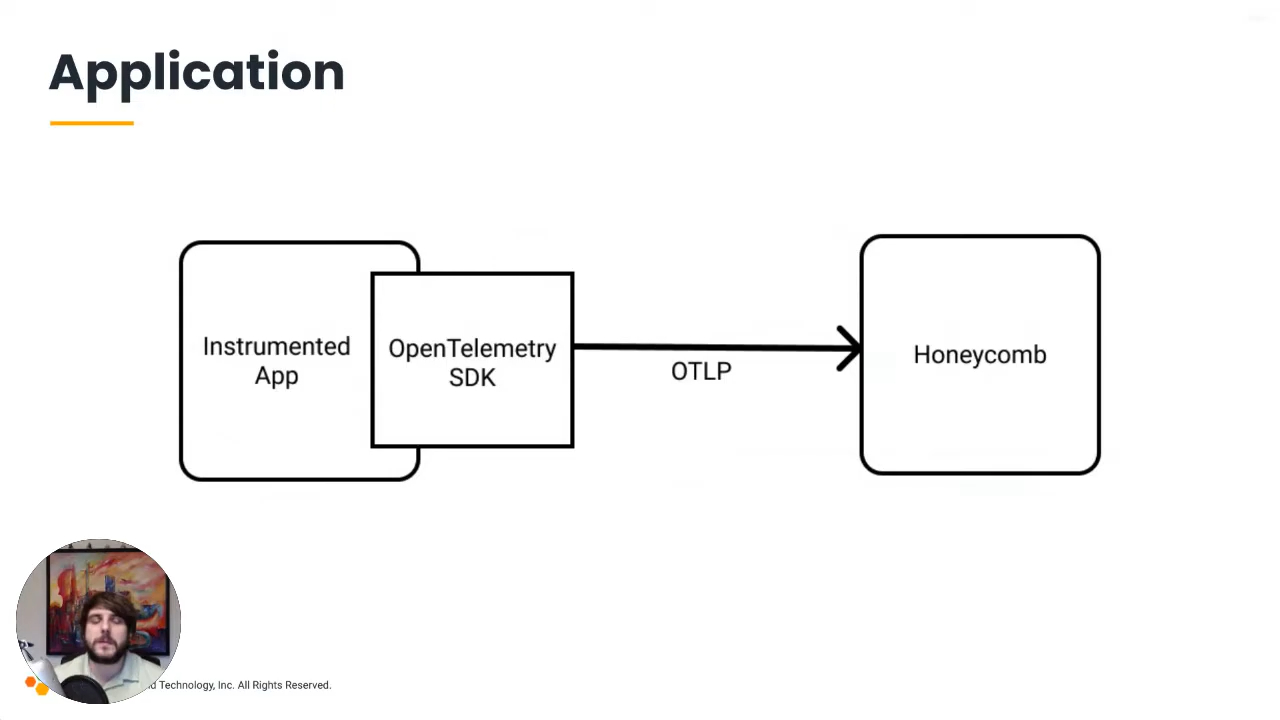 Application
Instrumented
App
OpenTelemetry
SDK
OTLP
Honeycomb
Technology, Inc. All Rights Reserved.